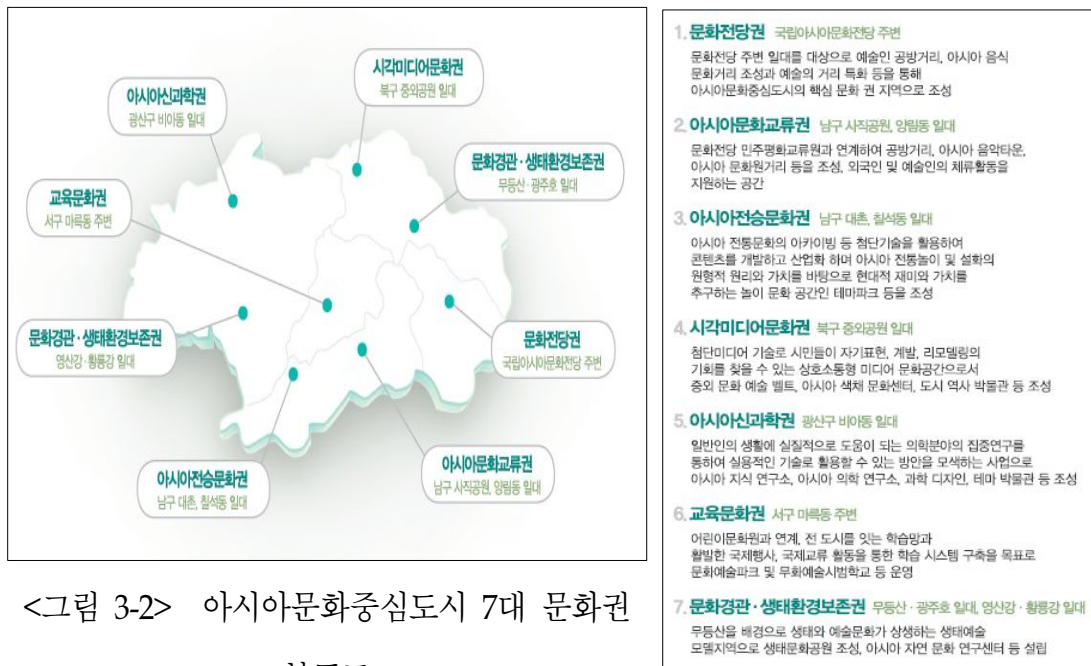 시각미디어문화권
북구 중외공원 일대
아시아신과학권
광산구 비아동 일대
문화경관·생태환경보존권
무등산·광주호 일대
교육문화권
서구 마륵동 주변
문화경관·생태환경보존권
영산강·황룡강 일대
문화전당권
국립아시아문화전당 주변
아시아전승문화권
남구 대촌, 칠석동 일대
아시아문화교류권
남구 사직공원, 양림동 일대
<그림 3-2> 아시아문화중심도시 7대 문화권
1. 문화전당권 국립아시아문화전당 주변
문화전당 주변 일대를 대상으로 예술인 공방거리, 아시아 음식
문화거리 조성과 예술의 거리 특화 등을 통해
아시아문화중심도시의 핵심 문화 권 지역으로 조성
2. 아시아문화교류권 남구 사직공원, 양림동 일대
문화전당 민주평화교류원과 연계하여 공방거리, 아시아 음악타운,
아시아 문화원거리 등을 조성, 외국인 및 예술인의 체류활동을
지원하는 공간
3. 아시아전승문화권 남구 대촌, 칠석동 일대
아시아 전통문화의 아카이빙 등 첨단기술을 활용하여
콘텐츠를 개발하고 산업화 하며 아시아 전통놀이 및 설화의
원형적 원리와 가치를 바탕으로 현대적 재미와 가치를
추구하는 놀이 문화 공간인 테마파크 등을 조성
4. 시각미디어문화권 북구 중외공원 일대
첨단미디어 기술로 시민들이 자기표현, 계발, 리모델링의
기회를 찾을 수 있는 상호소통형 미디어 문화공간으로서
중외 문화 예술 벨트, 아시아 색채 문화센터, 도시 역사 박물관 등 조성
5. 아시아신과학권 광산구 비아동 일대
일반인의 생활에 실질적으로 도움이 되는 의학분야의 집중연구를
통하여 실용적인 기술로 활용할 수 있는 방안을 모색하는 사업으로
아시아 지식 연구소, 아시아 의학 연구소, 과학 디자인, 테마 박물관 등 조성
6. 교육문화권 서구 마륵동 주변
어린이문화원과 연계, 전 도시를 잇는 학습망과
활발한 국제행사, 국제교류 활동을 통한 학습 시스템 구축을 목표로
문화예술파크 및 무화예술시범학교 등 운영
7. 문화경관·생태환경보존권 무등산·광주호 일대, 영산강·황룡강 일대
무등산을 배경으로 생태와 예술문화가 상생하는 생태예술
모델지역으로 생태문화공원 조성, 아시아 자연 문화 연구센터 등 설립